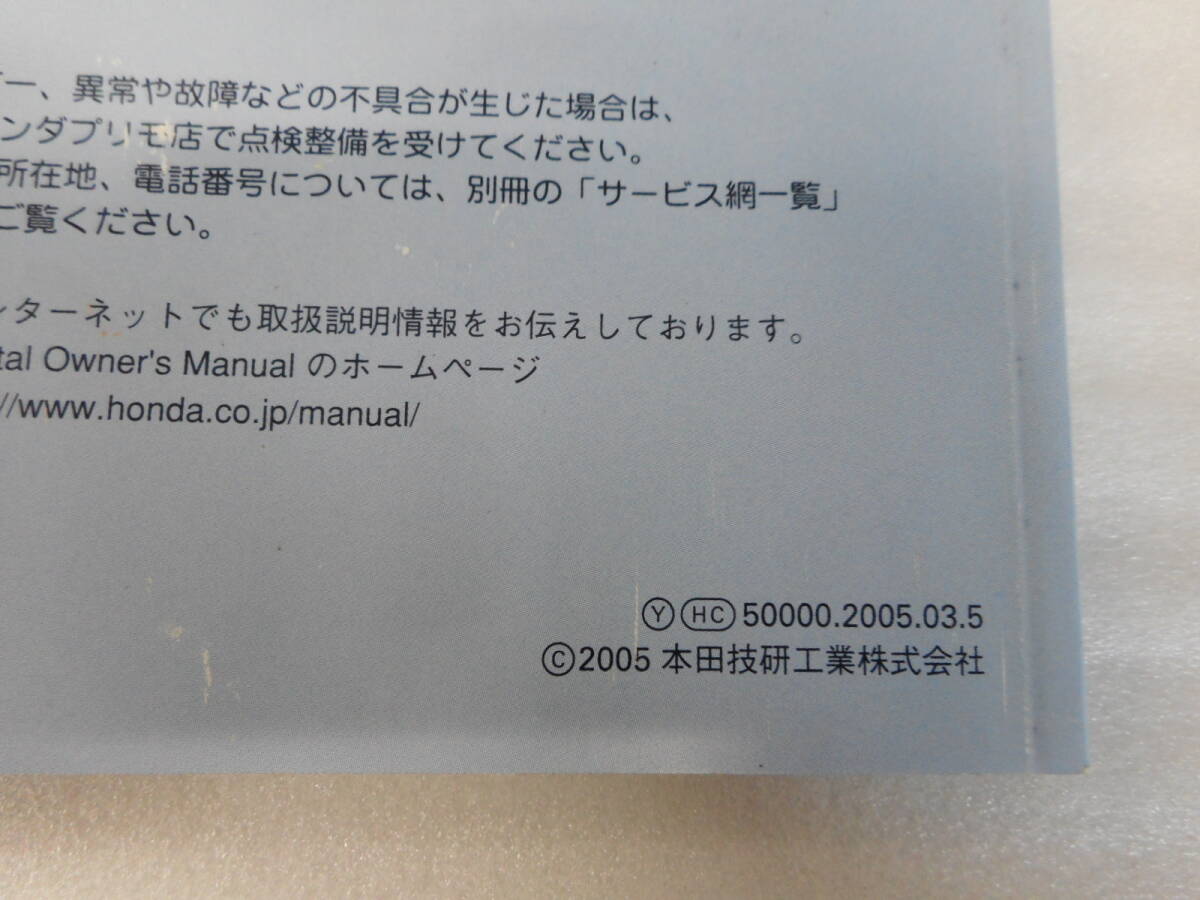 ー、異常や故障などの不具合が生じた場合は、
ンダプリモ店で点検整備を受けてください。
所在地、電話番号については、別冊の「サービス網一覧」
ご覧ください。
ンターネットでも取扱説明情報をお伝えしております。
tal Owner's Manual のホームページ
//www.honda.co.jp/manual/
Ⓨ HC 50000.2005.03.5
©2005 本田技研工業株式会社